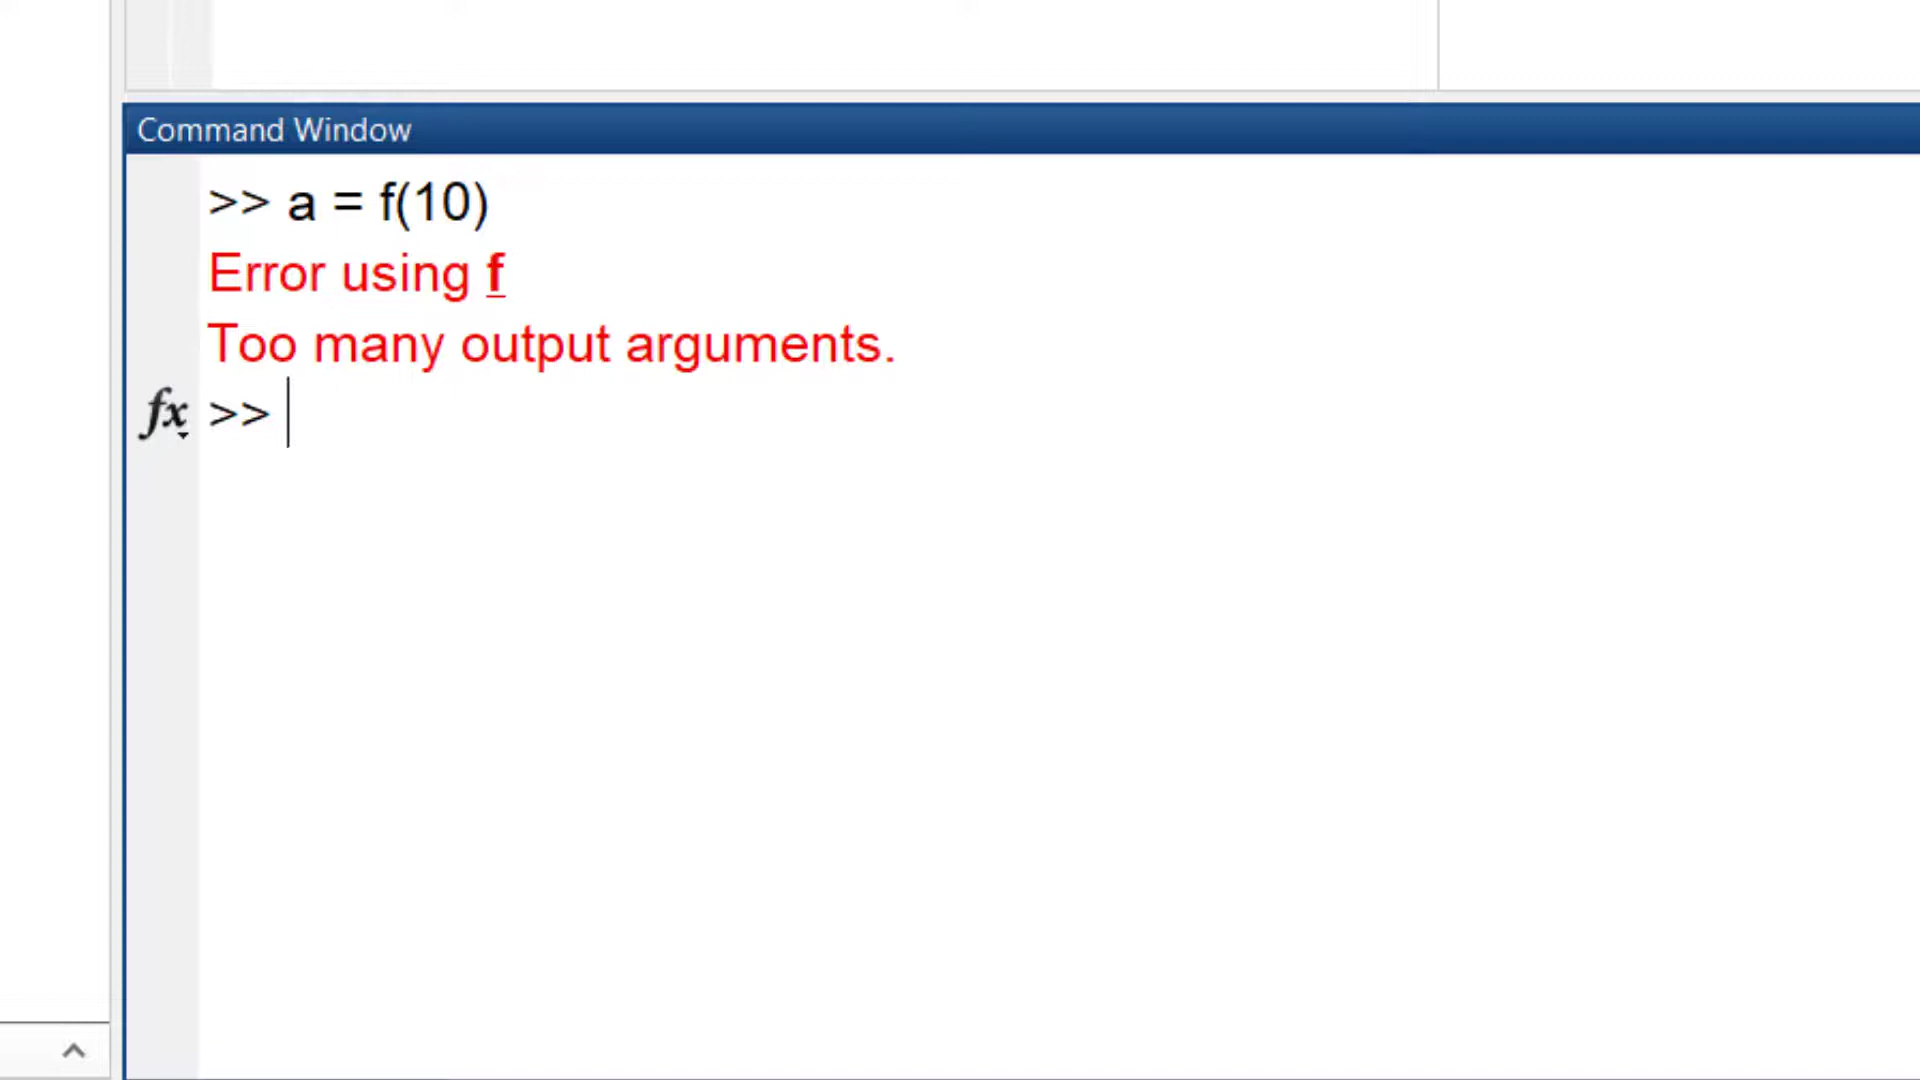 Command Window
>> a = f(10)
Error using f
Too many output arguments.
fx >>